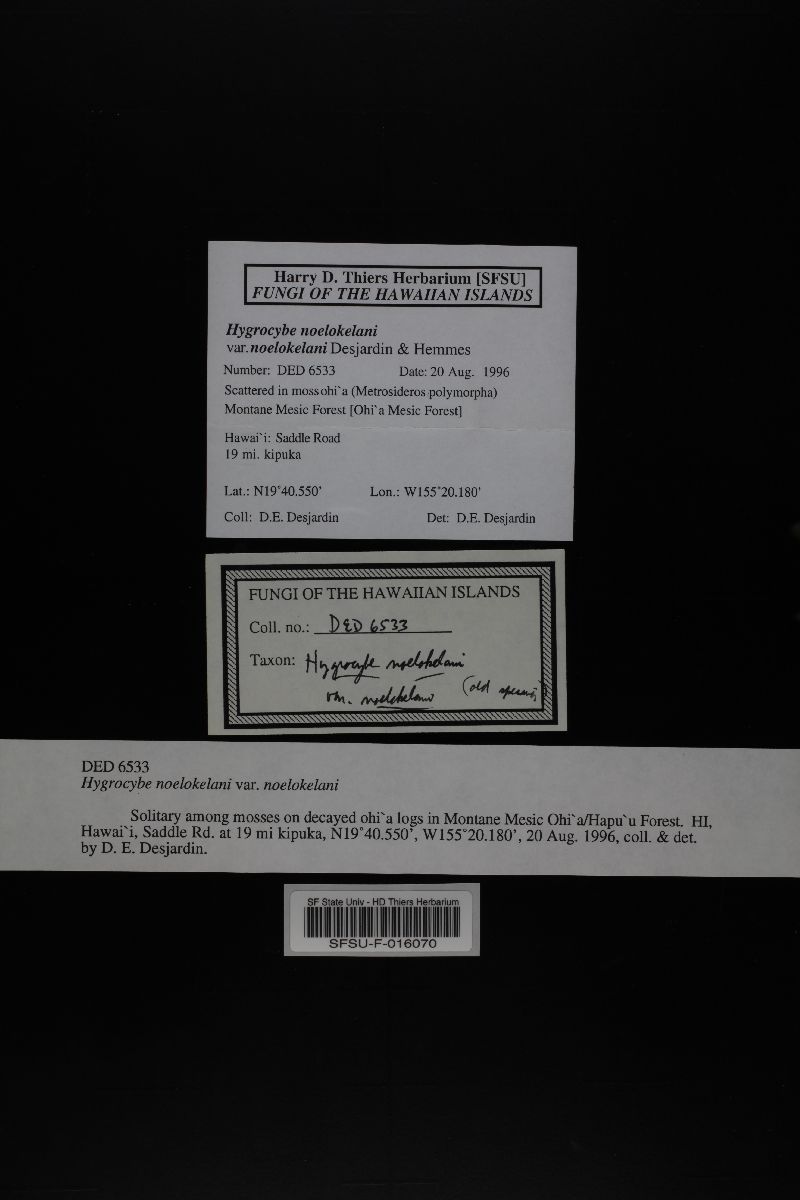 Harry D. Thiers Herbarium [SFSU]
FUNGI OF THE HAWAIIAN ISLANDS
Hygrocybe noelokelani
var. noelokelani Desjardin & Hemmes
Number: DED 6533 Date: 20 Aug. 1996
Scattered in moss ohi`a (Metrosideros polymorpha)
Montane Mesic Forest [Ohi`a Mesic Forest]
Hawai`i: Saddle Road
19 mi. kipuka
Lat.: N19°40.550' Lon.: W155°20.180'
Coll: D.E. Desjardin Det: D.E. Desjardin
FUNGI OF THE HAWAIIAN ISLANDS
Coll. no.: DED 6533
Taxon: Hygrocybe noelokelani
var. noelokelani (old
DED 6533
Hygrocybe noelokelani var. noelokelani
Solitary among mosses on decayed ohi`a logs in Montane Mesic Ohi`a/Hapu`u Forest. HI,
Hawai`i, Saddle Rd. at 19 mi kipuka, N19°40.550', W155°20.180', 20 Aug. 1996, coll. & det.
by D. E. Desjardin.
SF State Univ - HD Thiers Herbarium
SFSU-F-016070